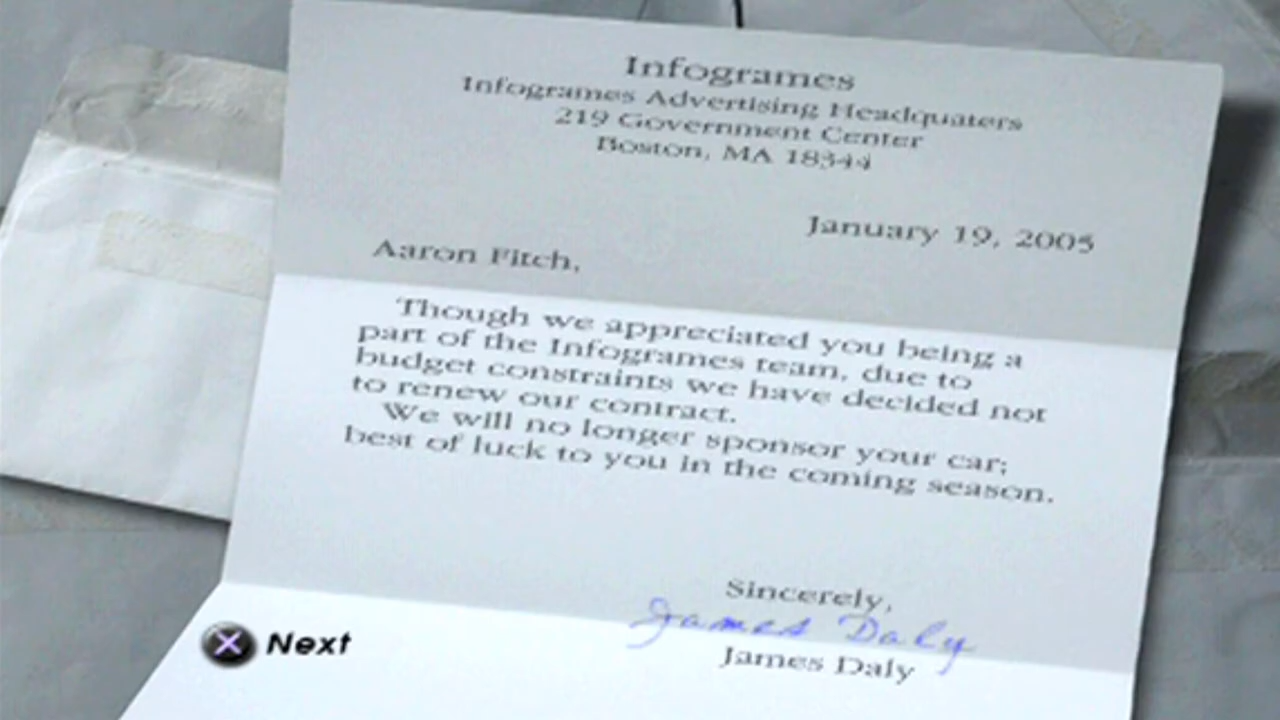 Infogrames
Infogrames Advertising Headquaters
219 Government Center
Boston, MA 18344
January 19, 2005
Aaron Fitch,
Though we appreciated you being a
part of the Infogrames team, due to
budget constraints we have decided not
to renew our contract.
We will no longer sponsor your car;
best of luck to you in the coming season.
Sincerely,
James Daly
James Daly
Next